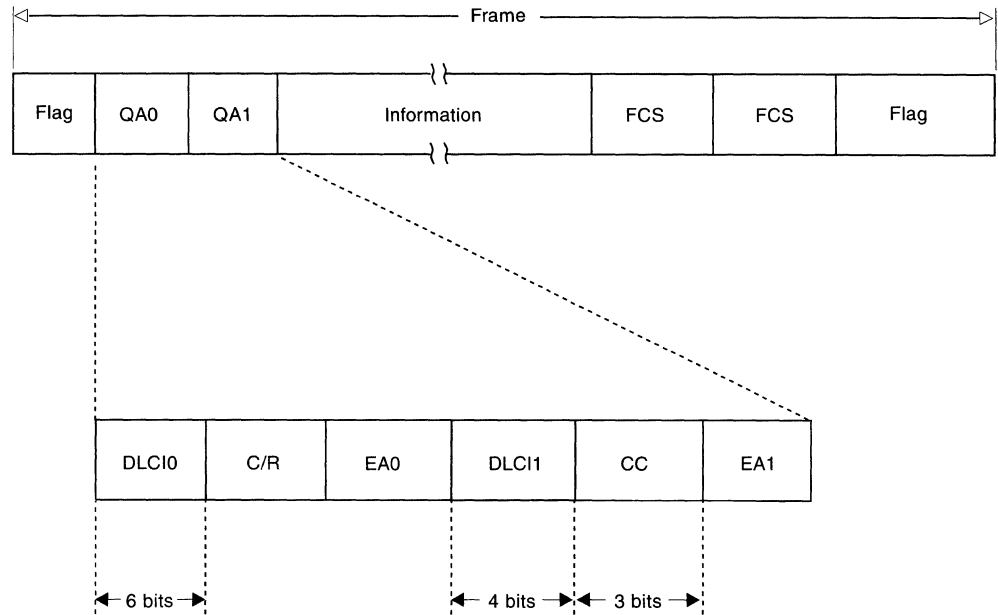 Frame
Flag QA0 QA1 Information FCS FCS Flag
DLCI0 C/R EA0 DLCI1 CC EA1
6 bits 4 bits 3 bits